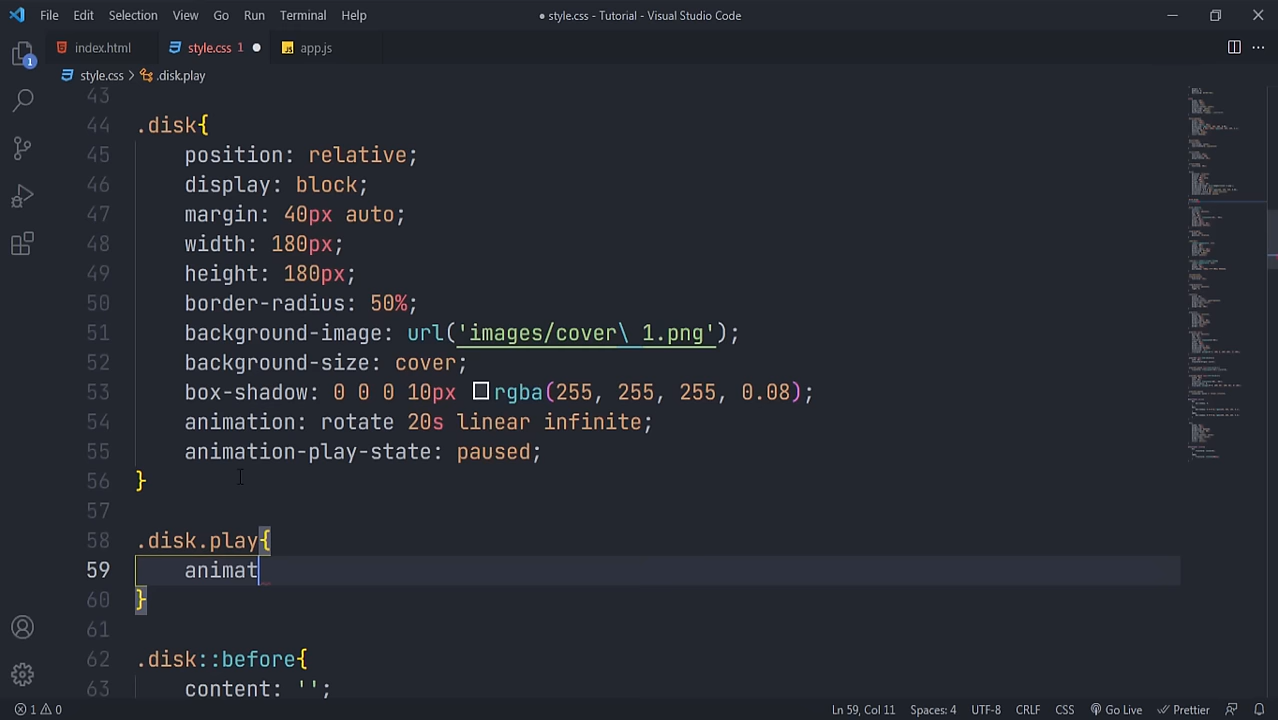 File Edit Selection View Go Run Terminal Help ● style.css - Tutorial - Visual Studio Code
index.html style.css 1 ● JS app.js
style.css > .disk.play
43
44 .disk{
45 position: relative;
46 display: block;
47 margin: 40px auto;
48 width: 180px;
49 height: 180px;
50 border-radius: 50%;
51 background-image: url('images/cover\ 1.png');
52 background-size: cover;
53 box-shadow: 0 0 0 10px rgba(255, 255, 255, 0.08);
54 animation: rotate 20s linear infinite;
55 animation-play-state: paused;
56 }
57
58 .disk.play{
59 animat
60 }
61
62 .disk::before{
63 content: '';
1
1 0 Ln 59, Col 11 Spaces: 4 UTF-8 CRLF CSS Go Live Prettier